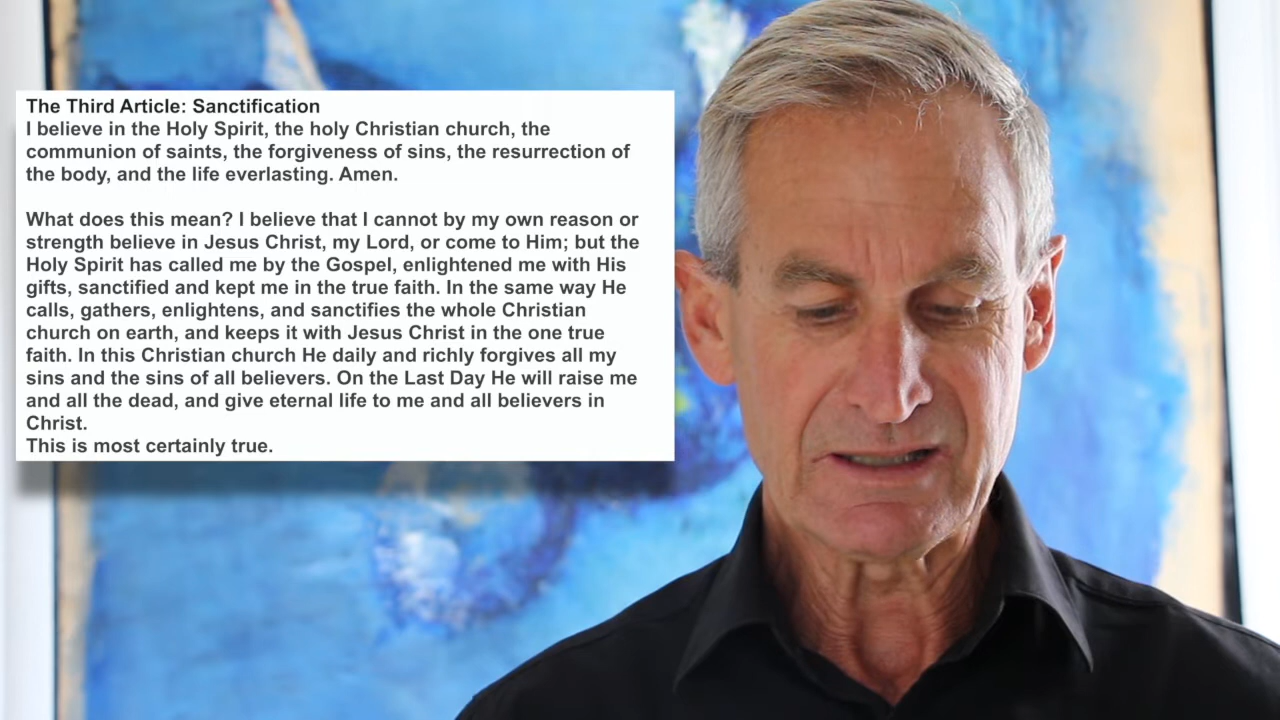 The Third Article: Sanctification
I believe in the Holy Spirit, the holy Christian church, the
communion of saints, the forgiveness of sins, the resurrection of
the body, and the life everlasting. Amen.
What does this mean? I believe that I cannot by my own reason or
strength believe in Jesus Christ, my Lord, or come to Him; but the
Holy Spirit has called me by the Gospel, enlightened me with His
gifts, sanctified and kept me in the true faith. In the same way He
calls, gathers, enlightens, and sanctifies the whole Christian
church on earth, and keeps it with Jesus Christ in the one true
faith. In this Christian church He daily and richly forgives all my
sins and the sins of all believers. On the Last Day He will raise me
and all the dead, and give eternal life to me and all believers in
Christ.
This is most certainly true.